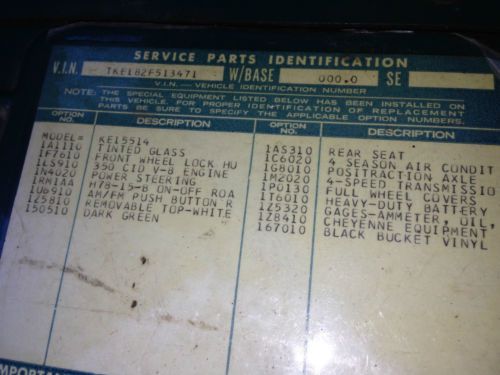 SERVICE PARTS IDENTIFICATION
V.I.N. TKE182F513471 W/BASE 000.0 SE
V.I.N. — VEHICLE IDENTIFICATION NUMBER
NOTE: THE SPECIAL EQUIPMENT LISTED BELOW HAS BEEN INSTALLED ON
THIS VEHICLE. FOR PROPER IDENTIFICATION OF REPLACEMENT
PARTS BE SURE TO SPECIFY THE APPLICABLE OPTION NUMBERS.
OPTION NO. DESCRIPTION
MODEL= KE15514
1A1110 TINTED GLASS
1F7610 FRONT WHEEL LOCK HU
1LS910 350 CID V-8 ENGINE
1N4020 POWER STEERING
1RM1AA H78-15-B ON-OFF ROA
1U6910 AM/FM PUSH BUTTON R
1Z5810 REMOVABLE TOP-WHITE
150510 DARK GREEN
OPTION NO. DESCRIPTION
1AS310 REAR SEAT
1C6020 4 SEASON AIR CONDIT
1G8010 POSITRACTION AXLE
1M2020 4-SPEED TRANSMISSIO
1P0130 FULL WHEEL COVERS
1T6010 HEAVY-DUTY BATTERY
1Z5320 GAGES-AMMETER, OIL,
1Z8410 CHEYENNE EQUIPMENT,
167010 BLACK BUCKET VINYL
IMPORTAN